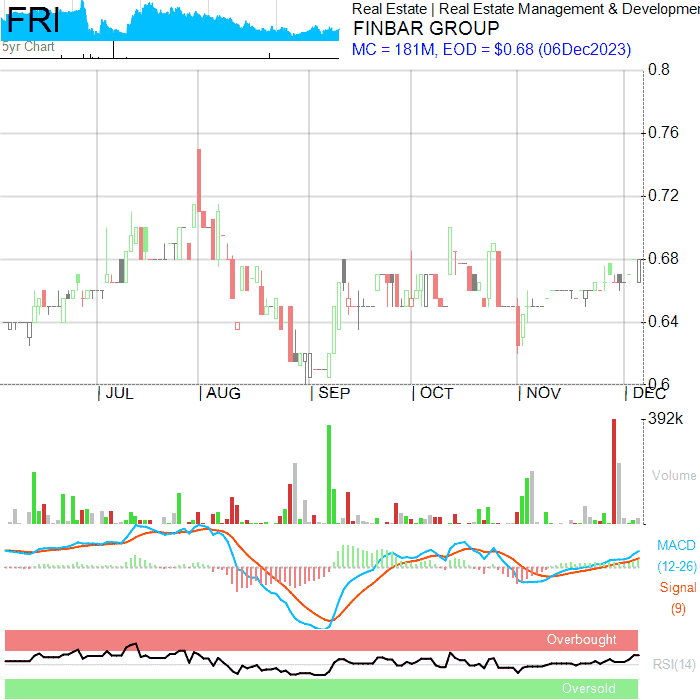 FRI
5yr Chart
Real Estate | Real Estate Management & Developmen
FINBAR GROUP
MC = 181M, EOD = $0.68 (06Dec2023)
0.8
0.76
0.72
0.68
0.64
0.6
JUL AUG SEP OCT NOV DEC
392k
Volume
MACD
(12-26)
Signal
(9)
Overbought
RSI(14)
Oversold